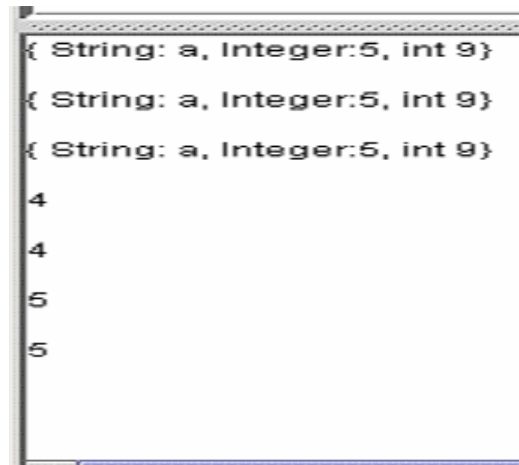 { String: a, Integer:5, int 9}
{ String: a, Integer:5, int 9}
{ String: a, Integer:5, int 9}
4
4
5
5